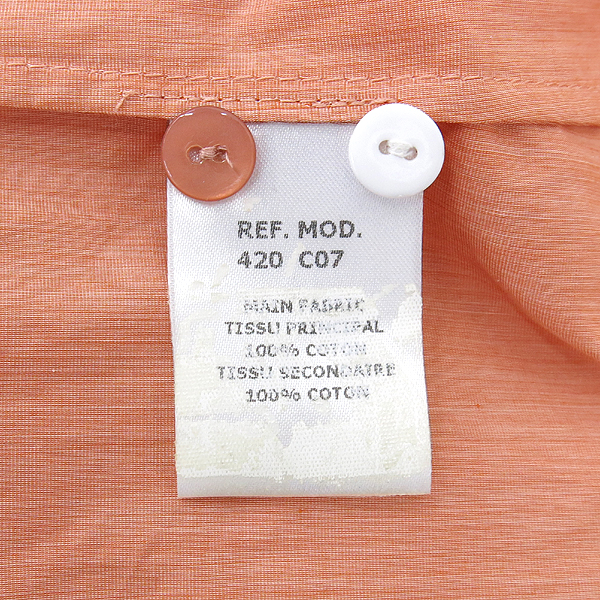 REF. MOD.
420 C07
MAIN FABRIC
TISSU PRINCIPAL
100% COTON
TISSU SECONDAIRE
100% COTON